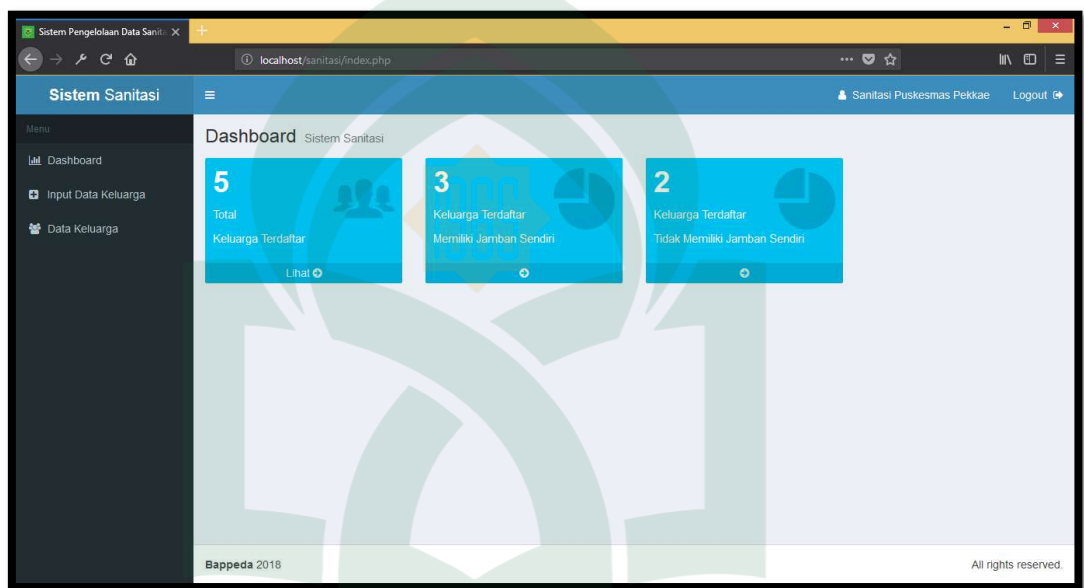 Sistem Pengelolaan Data Sanita
localhost/sanitasi/index.php
Sistem Sanitasi
Sanitasi Puskesmas Pekkae
Logout
Menu
Dashboard
Input Data Keluarga
Data Keluarga
Dashboard Sistem Sanitasi
5
Total
Keluarga Terdaftar
Lihat
3
Keluarga Terdaftar
Memiliki Jamban Sendiri
2
Keluarga Terdaftar
Tidak Memiliki Jamban Sendiri
Bappeda 2018
All rights reserved.